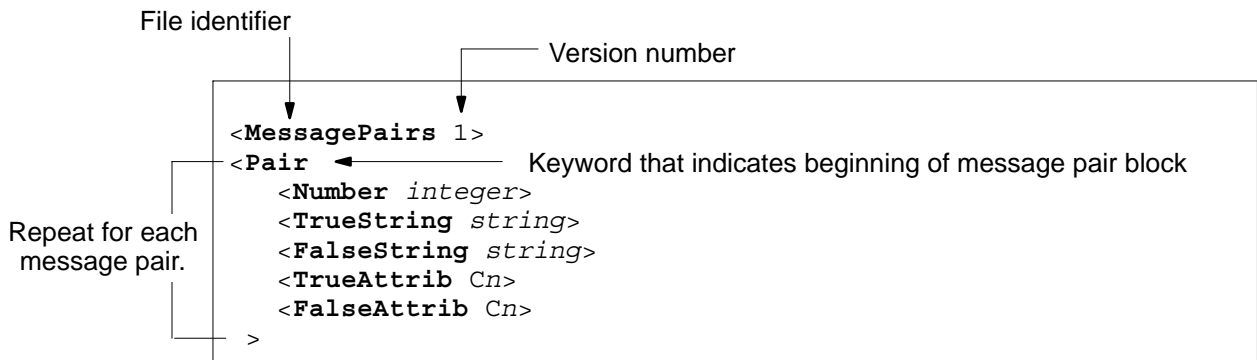 File identifier
Version number
<MessagePairs 1>
<Pair
Keyword that indicates beginning of message pair block
<Number integer>
<TrueString string>
<FalseString string>
<TrueAttrib Cn>
<FalseAttrib Cn>
>
Repeat for each
message pair.